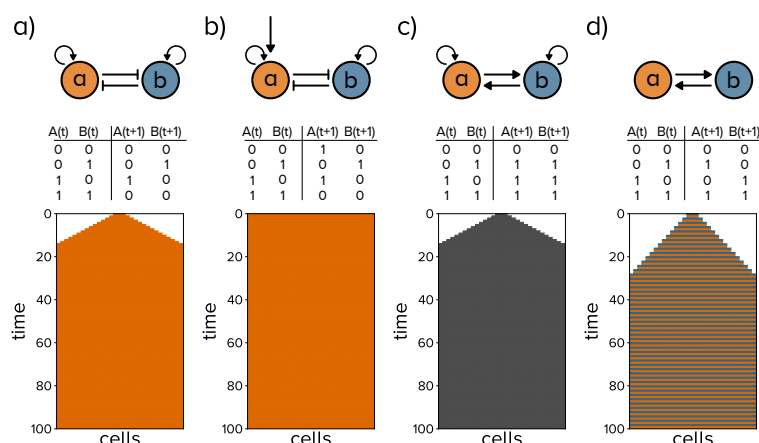 a) b) c) d)
a b a b a b a b
A(t) B(t) A(t+1) B(t+1) A(t) B(t) A(t+1) B(t+1) A(t) B(t) A(t+1) B(t+1) A(t) B(t) A(t+1) B(t+1)
0 0 0 0 0 0 1 0 0 0 0 0 0 0 0 0
0 1 0 1 0 1 0 1 0 1 1 1 0 1 1 0
1 0 1 0 1 0 1 0 1 0 1 1 1 0 0 1
1 1 0 0 1 1 0 0 1 1 1 1 1 1 1 1
0 0 0 0
20 20 20 20
40 40 40 40
time time time time
60 60 60 60
80 80 80 80
100 100 100 100
cells cells cells cells